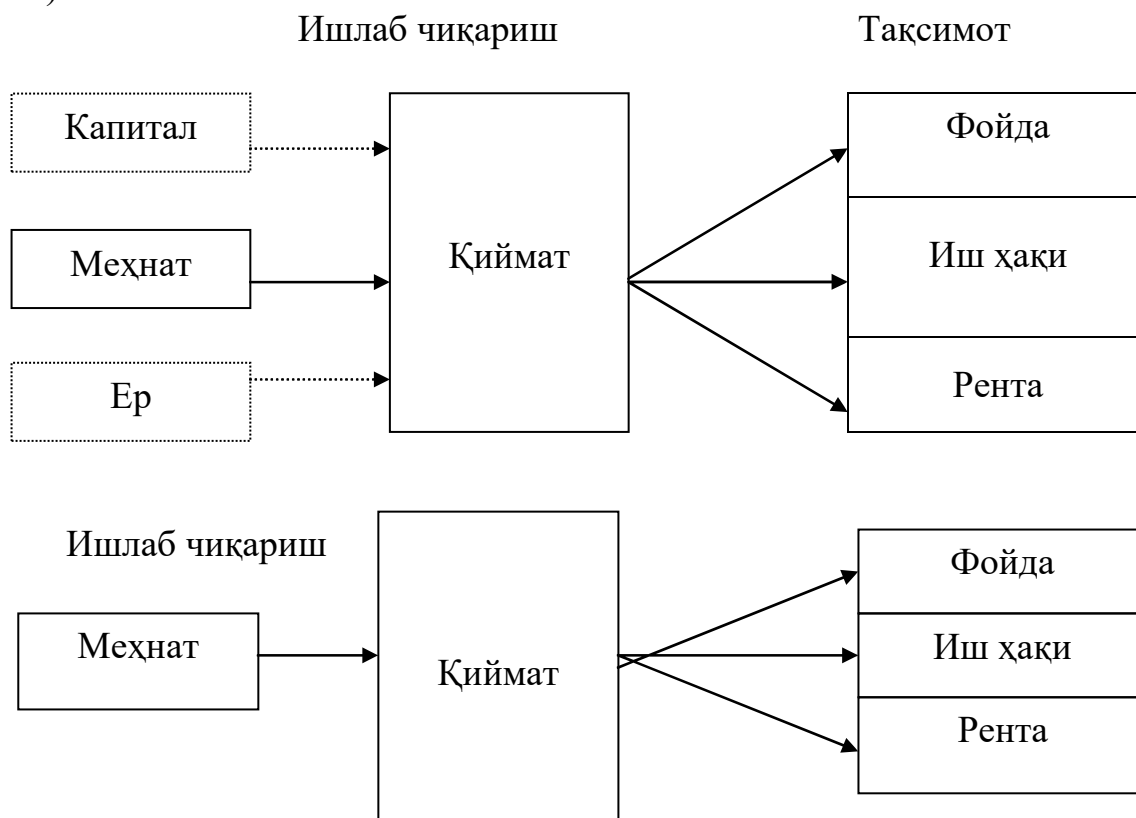 )
Ишлаб чиқариш Тақсимот
Капитал
Меҳнат
Ер
Қиймат
Фойда
Иш ҳақи
Рента
Ишлаб чиқариш
Меҳнат
Қиймат
Фойда
Иш ҳақи
Рента